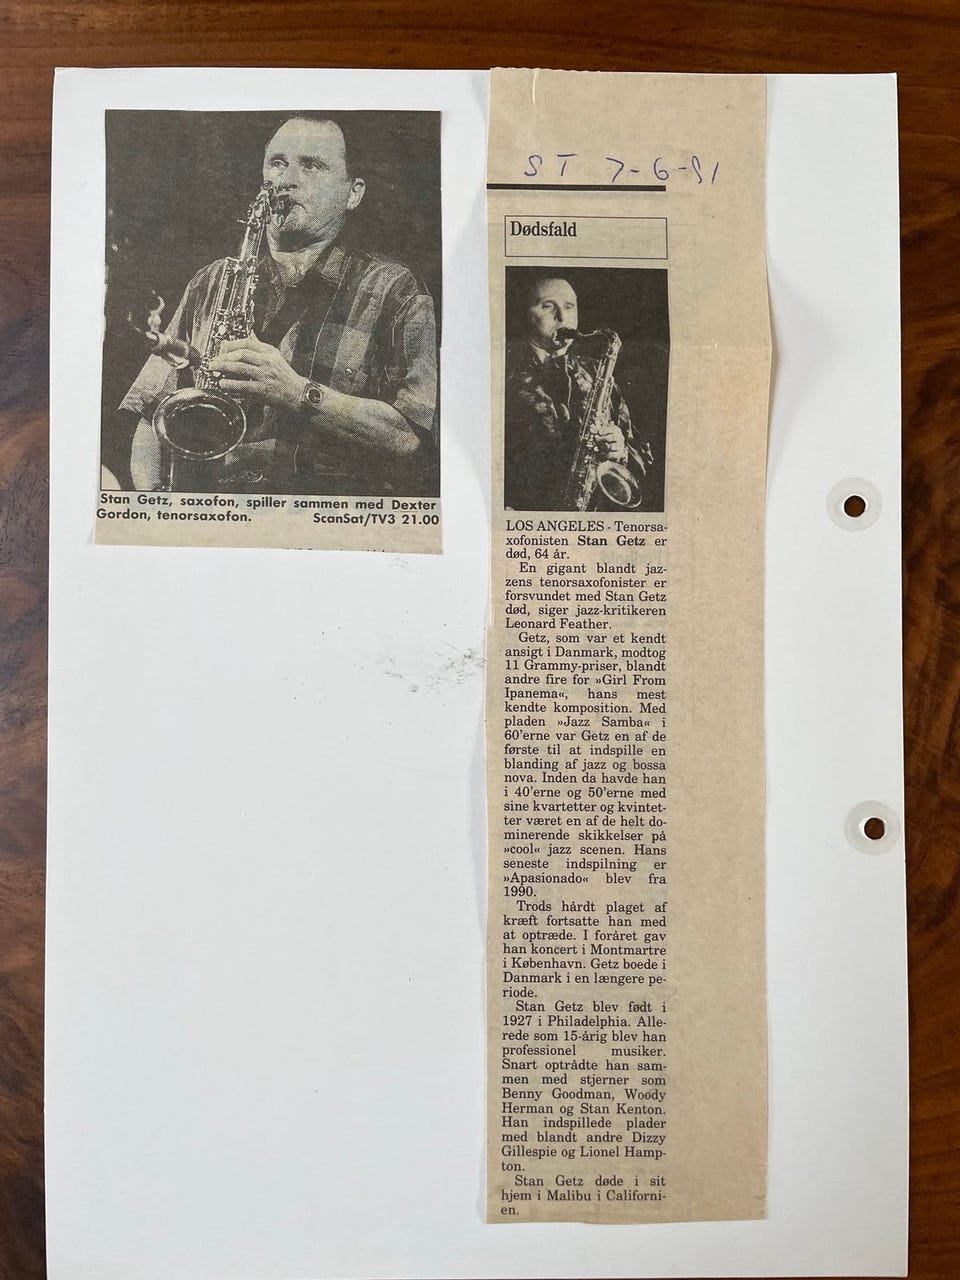 Stan Getz, saxofon, spiller sammen med Dexter
Gordon, tenorsaxofon. ScanSat/TV3 21.00
ST 7-6-91
Dødsfald
LOS ANGELES - Tenorsa-
xofonisten Stan Getz er
død, 64 år.
En gigant blandt jaz-
zens tenorsaxofonister er
forsvundet med Stan Getz
død, siger jazz-kritikeren
Leonard Feather.
Getz, som var et kendt
ansigt i Danmark, modtog
11 Grammy-priser, blandt
andre fire for »Girl From
Ipanema«, hans mest
kendte komposition. Med
pladen »Jazz Samba« i
60'erne var Getz en af de
første til at indspille en
blanding af jazz og bossa
nova. Inden da havde han
i 40'erne og 50'erne med
sine kvartetter og kvintet-
ter været en af de helt do-
minerende skikkelser på
»cool« jazz scenen. Hans
seneste indspilning er
»Apasionado« blev fra
1990.
Trods hårdt plaget af
kræft fortsatte han med
at optræde. I foråret gav
han koncert i Montmartre
i København. Getz boede i
Danmark i en længere pe-
riode.
Stan Getz blev født i
1927 i Philadelphia. Alle-
rede som 15-årig blev han
professionel musiker.
Snart optrådte han sam-
men med stjerner som
Benny Goodman, Woody
Herman og Stan Kenton.
Han indspillede plader
med blandt andre Dizzy
Gillespie og Lionel Hamp-
ton.
Stan Getz døde i sit
hjem i Malibu i Californi-
en.